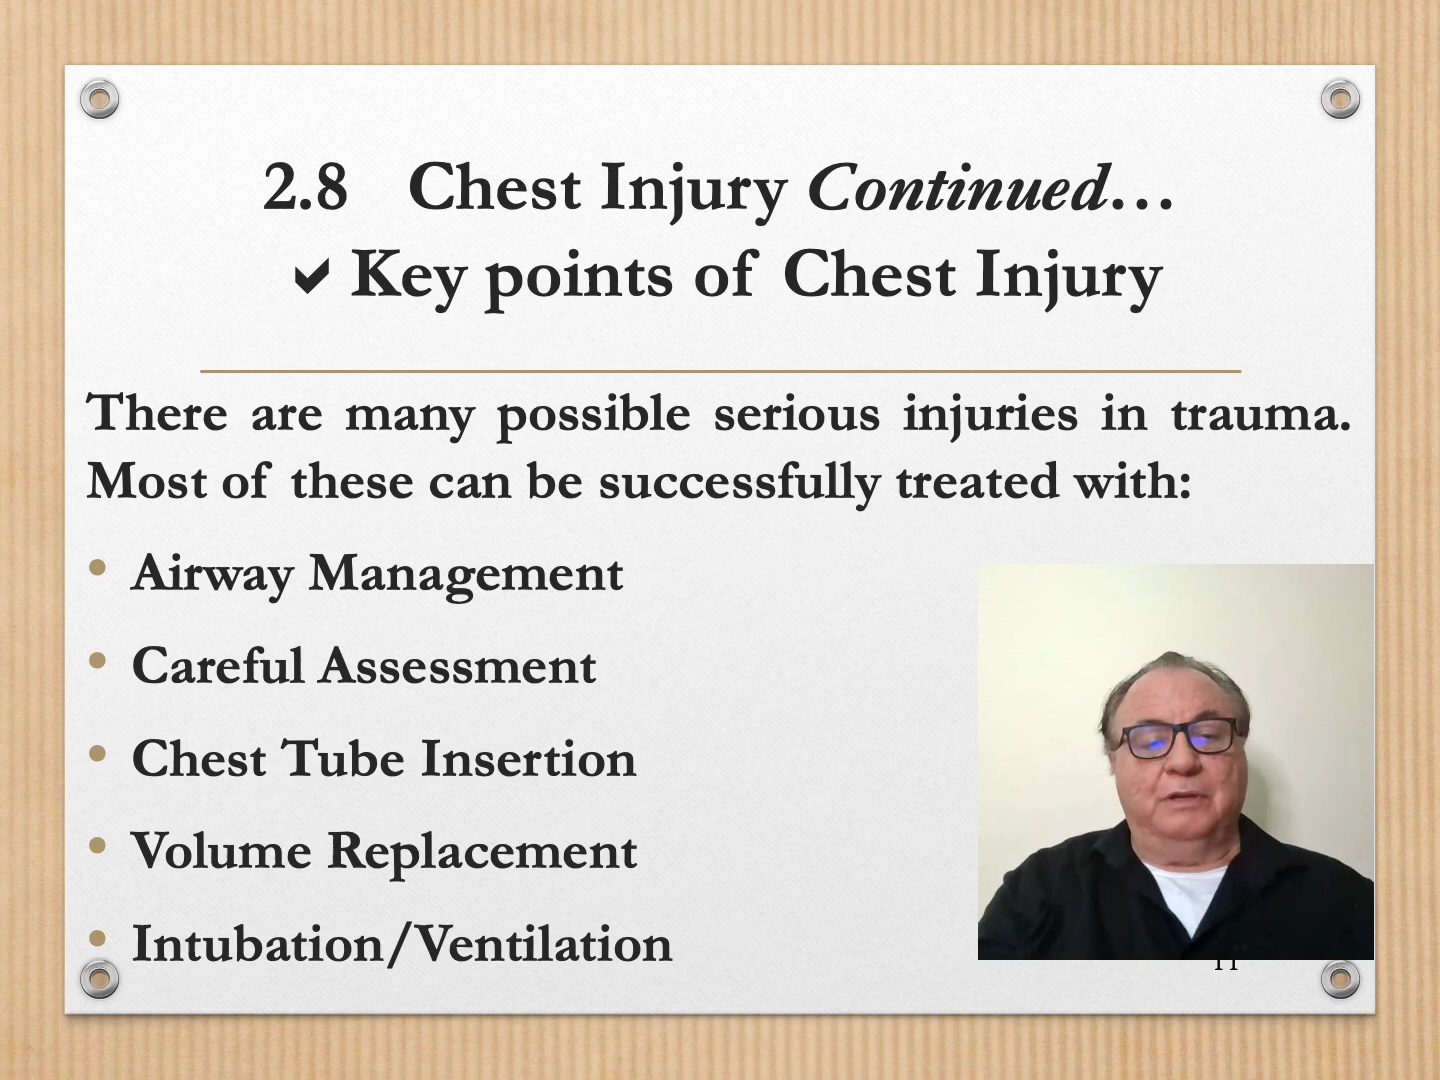 2.8 Chest Injury Continued…
✔ Key points of Chest Injury
There are many possible serious injuries in trauma.
Most of these can be successfully treated with:
• Airway Management
• Careful Assessment
• Chest Tube Insertion
• Volume Replacement
• Intubation/Ventilation